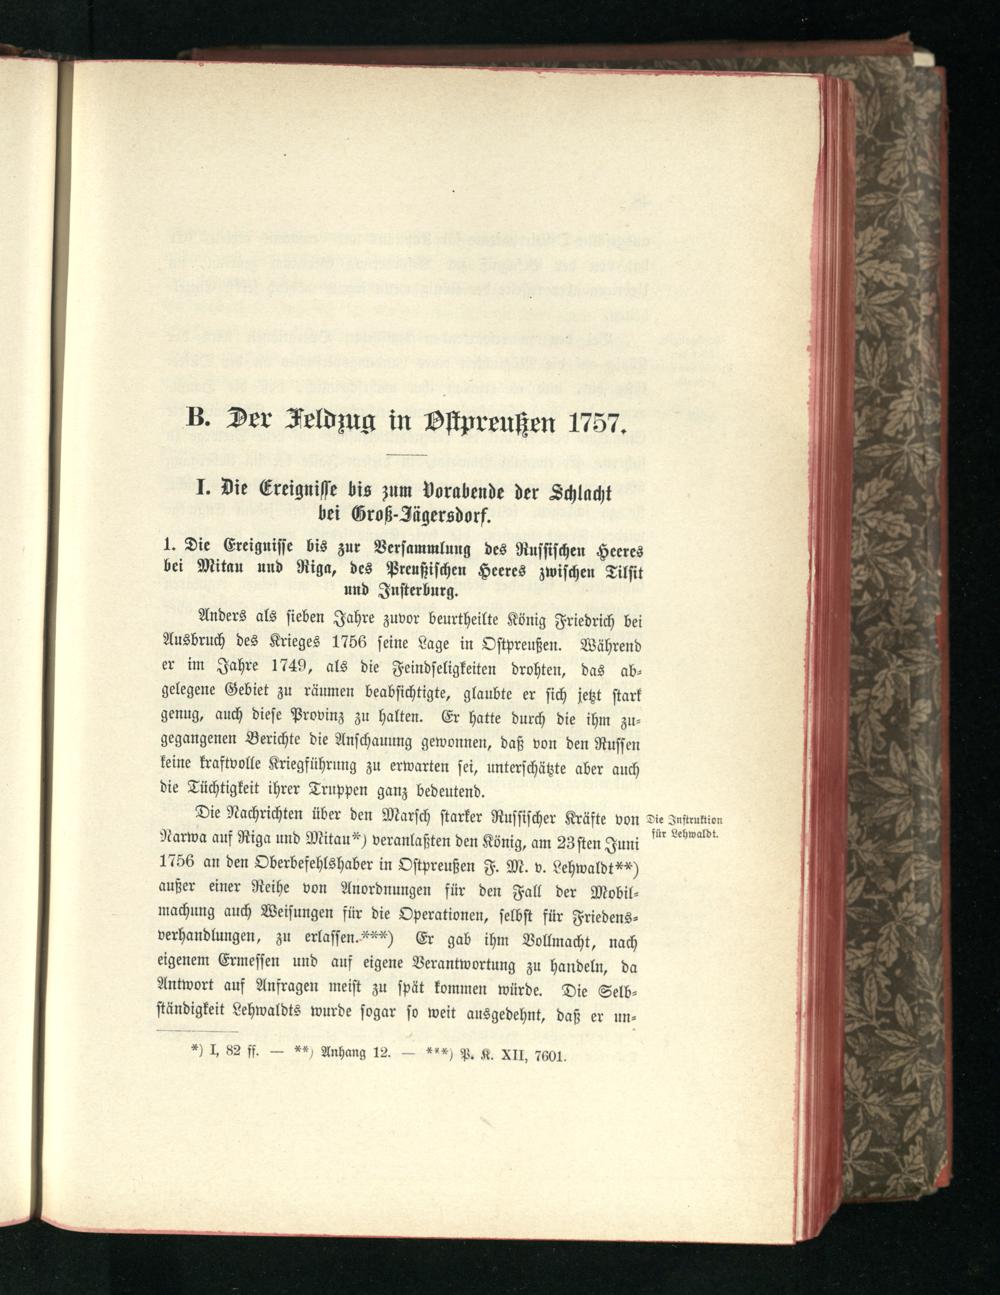 B. Der Feldzug in Ostpreußen 1757.
I. Die Ereignisse bis zum Vorabende der Schlacht
bei Groß-Jägersdorf.
1. Die Ereignisse bis zur Versammlung des Russischen Heeres
bei Mitau und Riga, des Preußischen Heeres zwischen Tilsit
und Insterburg.
Anders als sieben Jahre zuvor beurtheilte König Friedrich bei
Ausbruch des Krieges 1756 seine Lage in Ostpreußen. Während
er im Jahre 1749, als die Feindseligkeiten drohten, das ab-
gelegene Gebiet zu räumen beabsichtigte, glaubte er sich jetzt stark
genug, auch diese Provinz zu halten. Er hatte durch die ihm zu-
gegangenen Berichte die Anschauung gewonnen, daß von den Russen
keine kraftvolle Kriegführung zu erwarten sei, unterschätzte aber auch
die Tüchtigkeit ihrer Truppen ganz bedeutend.
Die Nachrichten über den Marsch starker Russischer Kräfte von
Narwa auf Riga und Mitau*) veranlaßten den König, am 23sten Juni
1756 an den Oberbefehlshaber in Ostpreußen F. M. v. Lehwaldt**)
außer einer Reihe von Anordnungen für den Fall der Mobil-
machung auch Weisungen für die Operationen, selbst für Friedens-
verhandlungen, zu erlassen.***) Er gab ihm Vollmacht, nach
eigenem Ermessen und auf eigene Verantwortung zu handeln, da
Antwort auf Anfragen meist zu spät kommen würde. Die Selb-
ständigkeit Lehwaldts wurde sogar so weit ausgedehnt, daß er un-
Die Instruktion
für Lehwaldt.
*) I, 82 ff. — **) Anhang 12. — ***) P. K. XII, 7601.